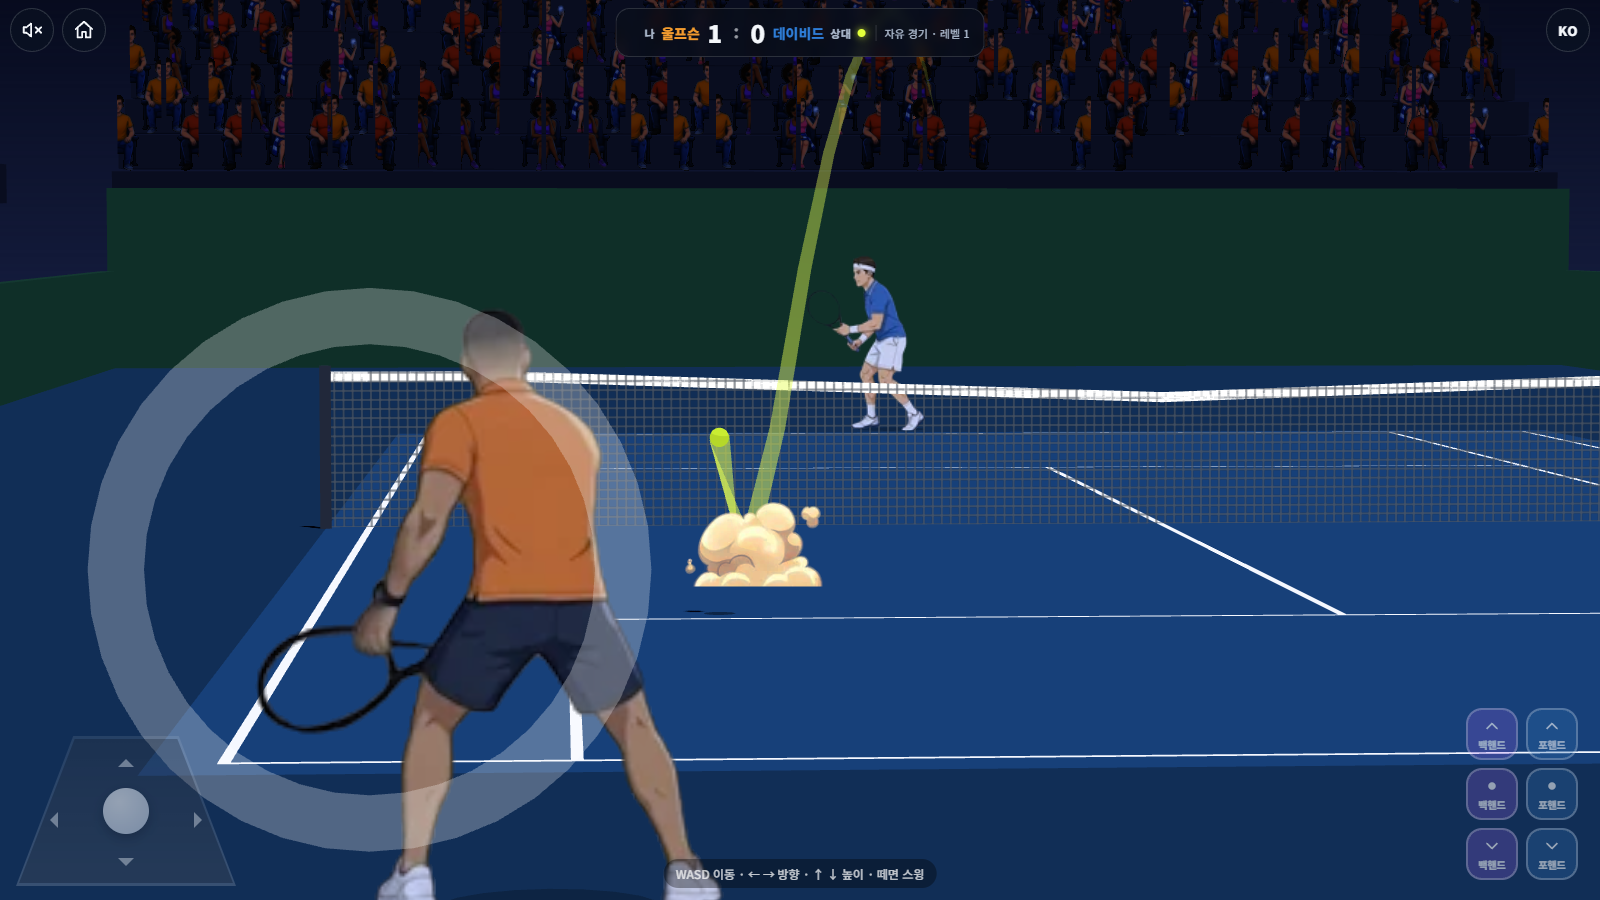 나 울프슨 1 : 0 데이비드 상대 자유 경기 · 레벨 1
KO
백핸드 포핸드
백핸드 포핸드
백핸드 포핸드
WASD 이동 · ←→ 방향 · ↑↓ 높이 · 떼면 스윙